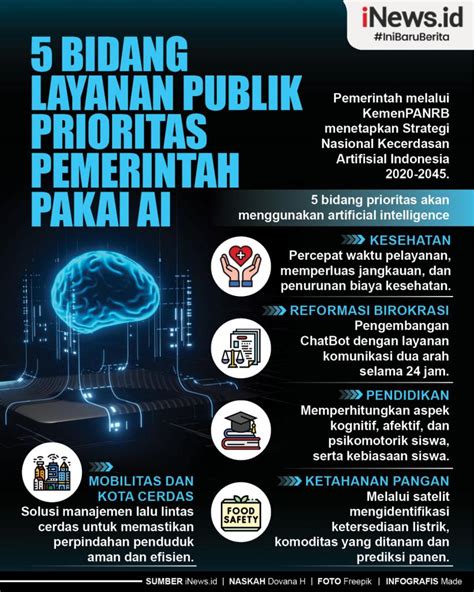 iNews.id
#IniBaruBerita
5 BIDANG
LAYANAN PUBLIK
PRIORITAS
PEMERINTAH
PAKAI AI
Pemerintah melalui
KemenPANRB
menetapkan Strategi
Nasional Kecerdasan
Artifisial Indonesia
2020-2045.
5 bidang prioritas akan
menggunakan artificial intelligence
KESEHATAN
Percepat waktu pelayanan,
memperluas jangkauan, dan
penurunan biaya kesehatan.
REFORMASI BIROKRASI
Pengembangan
ChatBot dengan layanan
komunikasi dua arah
selama 24 jam.
PENDIDIKAN
Memperhitungkan aspek
kognitif, afektif, dan
psikomotorik siswa,
serta kebiasaan siswa.
MOBILITAS DAN
KOTA CERDAS
Solusi manajemen lalu lintas
cerdas untuk memastikan
perpindahan penduduk
aman dan efisien.
FOOD
SAFETY
KETAHANAN PANGAN
Melalui satelit
mengidentifikasi
ketersediaan listrik,
komoditas yang ditanam dan
prediksi panen.
SUMBER iNews.id | NASKAH Dovana H | FOTO Freepik | INFOGRAFIS Made